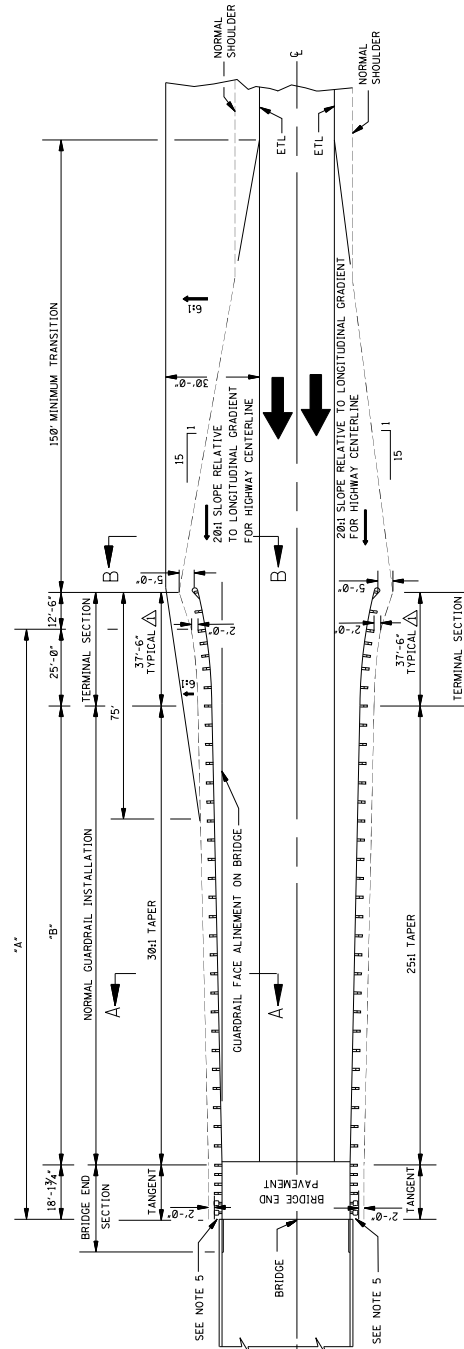 "A"
18'-1¾"
"B"
25'-0"
12'-6"
150' MINIMUM TRANSITION
BRIDGE END
SECTION
NORMAL GUARDRAIL INSTALLATION
TERMINAL SECTION
75'
TANGENT
30:1 TAPER
37'-6"
TYPICAL
1
B
15
1
30'-0"
6:1
6:1
NORMAL
SHOULDER
A
2'-0"
2'-0"
5'-0"
20:1 SLOPE RELATIVE
TO LONGITUDINAL GRADIENT
FOR HIGHWAY CENTERLINE
SEE NOTE 5
GUARDRAIL FACE ALINEMENT ON BRIDGE
ETL
BRIDGE
BRIDGE END
PAVEMENT
A
B
℄
ETL
20:1 SLOPE RELATIVE TO LONGITUDINAL GRADIENT
FOR HIGHWAY CENTERLINE
SEE NOTE 5
2'-0"
2'-0"
5'-0"
NORMAL
SHOULDER
1
15
TANGENT
25:1 TAPER
37'-6"
TYPICAL
1
TERMINAL SECTION